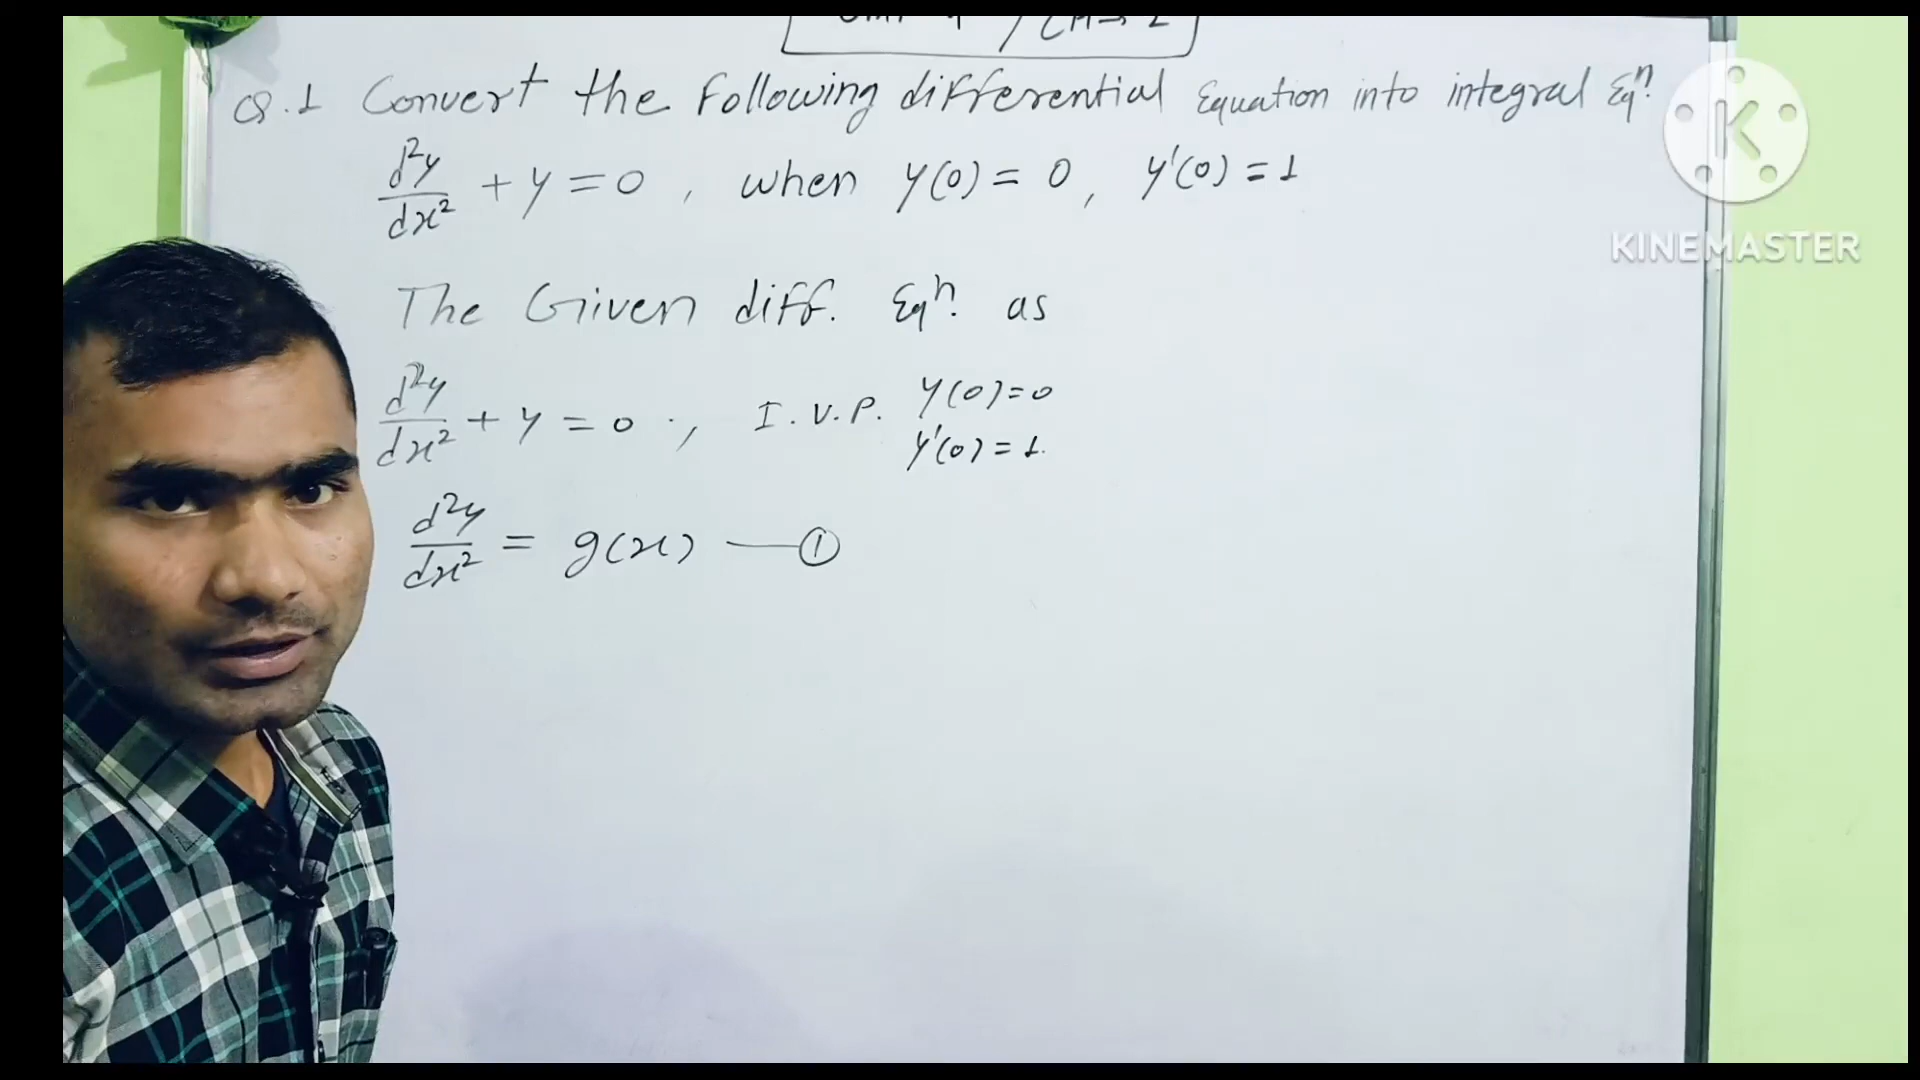 Q.1 Convert the following differential Equation into integral Eqⁿ.
d²y/dx² + y = 0, when y(0) = 0, y'(0) = 1
K
KINEMASTER
The Given diff. Eqⁿ. as
d²y/dx² + y = 0 ., I.V.P. y(0)=0
y'(0) = 1.
d²y/dx² = g(x) — ①